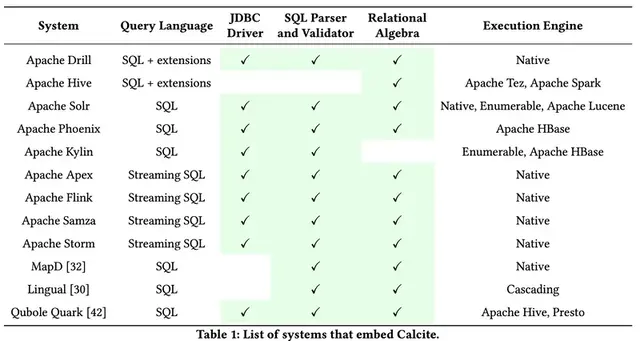 System Query Language JDBC Driver SQL Parser and Validator Relational Algebra Execution Engine
Apache Drill SQL + extensions ✓ ✓ ✓ Native
Apache Hive SQL + extensions ✓ Apache Tez, Apache Spark
Apache Solr SQL ✓ ✓ ✓ Native, Enumerable, Apache Lucene
Apache Phoenix SQL ✓ ✓ ✓ Apache HBase
Apache Kylin SQL ✓ ✓ Enumerable, Apache HBase
Apache Apex Streaming SQL ✓ ✓ ✓ Native
Apache Flink Streaming SQL ✓ ✓ ✓ Native
Apache Samza Streaming SQL ✓ ✓ ✓ Native
Apache Storm Streaming SQL ✓ ✓ ✓ Native
MapD [32] SQL ✓ ✓ Native
Lingual [30] SQL ✓ ✓ Cascading
Qubole Quark [42] SQL ✓ ✓ ✓ Apache Hive, Presto
Table 1: List of systems that embed Calcite.